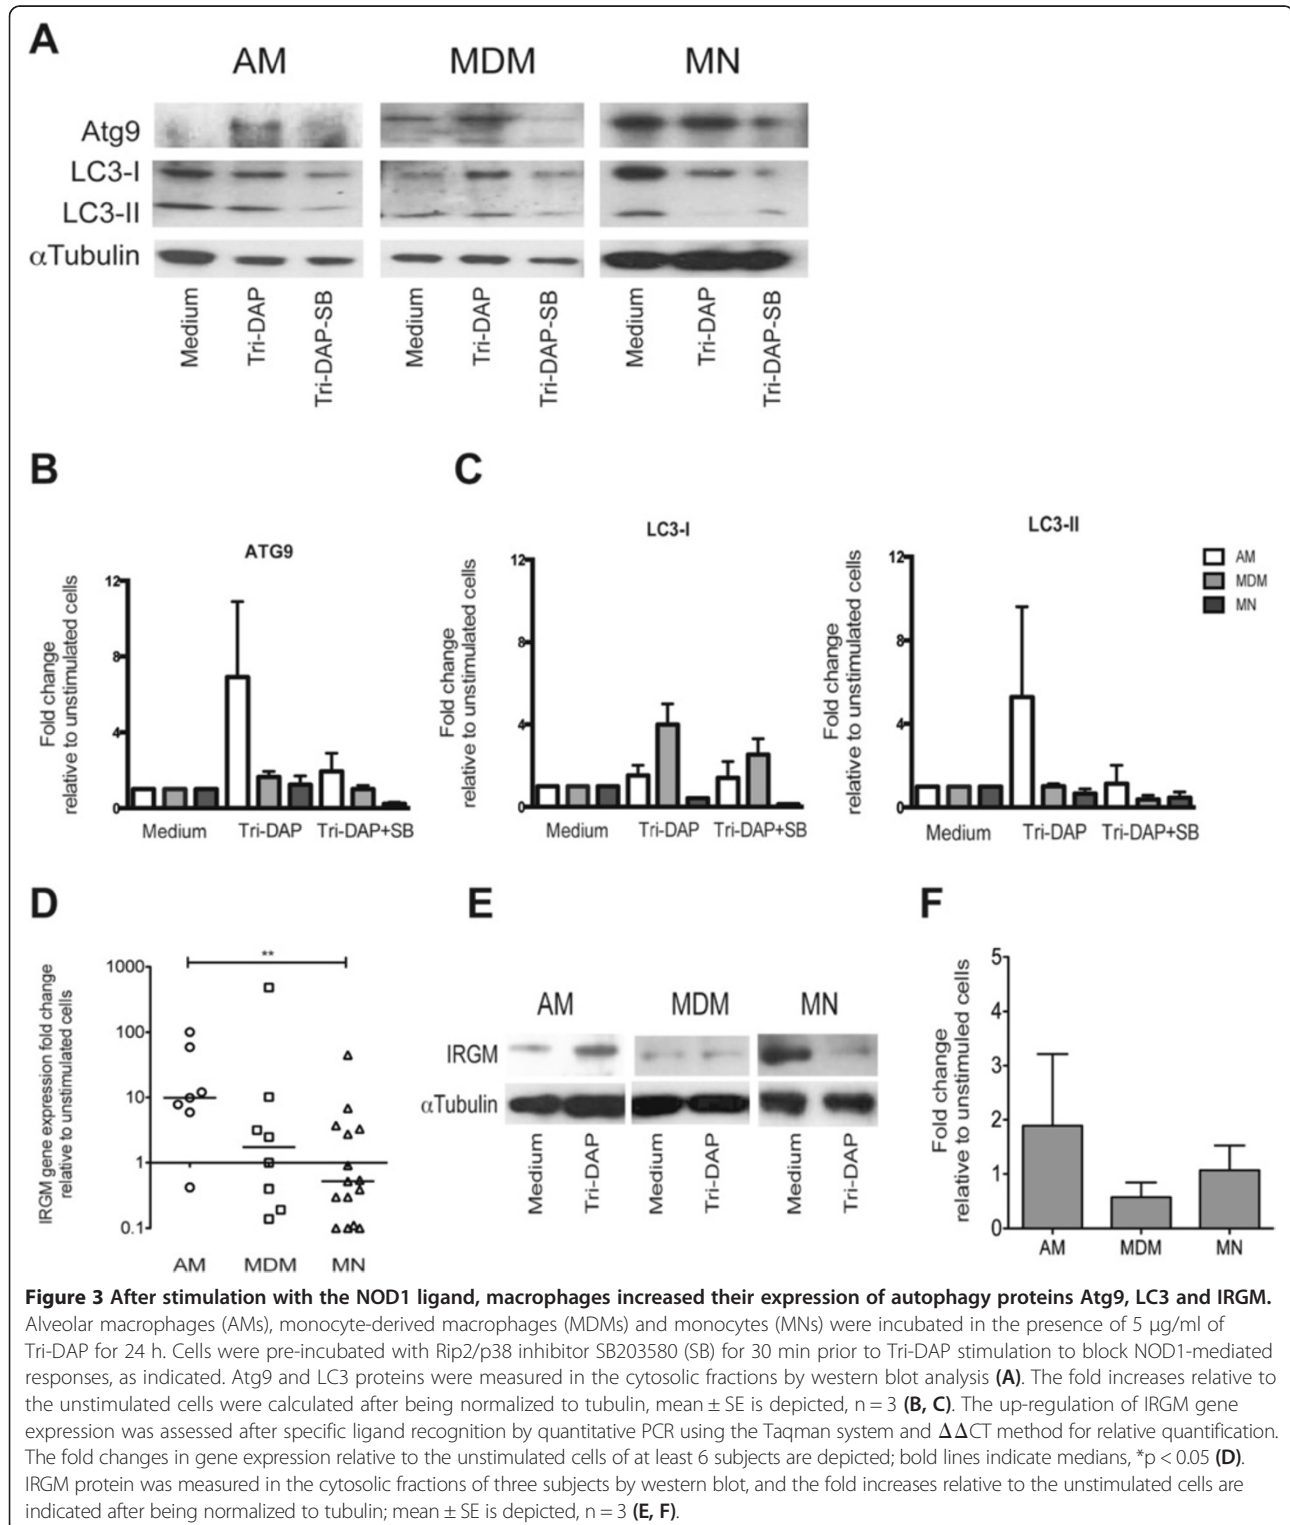 A
AM MDM MN
Atg9
LC3-I
LC3-II
αTubulin
Medium Tri-DAP Tri-DAP-SB Medium Tri-DAP Tri-DAP-SB Medium Tri-DAP Tri-DAP-SB
B
ATG9
Fold change
relative to unstimulated cells
12
8
4
0
Medium Tri-DAP Tri-DAP+SB
C
LC3-I
Fold change
relative to unstimulated cells
12
8
4
0
Medium Tri-DAP Tri-DAP+SB
LC3-II
Fold change
relative to unstimulated cells
12
8
4
0
Medium Tri-DAP Tri-DAP+SB
AM
MDM
MN
D
IRGM gene expression fold change
relative to unstimulated cells
**
1000
100
10
1
0.1
AM MDM MN
E
AM MDM MN
IRGM
αTubulin
Medium Tri-DAP Medium Tri-DAP Medium Tri-DAP
F
Fold change
relative to unstimuled cells
5
4
3
2
1
0
AM MDM MN
Figure 3 After stimulation with the NOD1 ligand, macrophages increased their expression of autophagy proteins Atg9, LC3 and IRGM.
Alveolar macrophages (AMs), monocyte-derived macrophages (MDMs) and monocytes (MNs) were incubated in the presence of 5 μg/ml of
Tri-DAP for 24 h. Cells were pre-incubated with Rip2/p38 inhibitor SB203580 (SB) for 30 min prior to Tri-DAP stimulation to block NOD1-mediated
responses, as indicated. Atg9 and LC3 proteins were measured in the cytosolic fractions by western blot analysis (A). The fold increases relative to
the unstimulated cells were calculated after being normalized to tubulin, mean ± SE is depicted, n = 3 (B, C). The up-regulation of IRGM gene
expression was assessed after specific ligand recognition by quantitative PCR using the Taqman system and ΔΔCT method for relative quantification.
The fold changes in gene expression relative to the unstimulated cells of at least 6 subjects are depicted; bold lines indicate medians, *p < 0.05 (D).
IRGM protein was measured in the cytosolic fractions of three subjects by western blot, and the fold increases relative to the unstimulated cells are
indicated after being normalized to tubulin; mean ± SE is depicted, n = 3 (E, F).